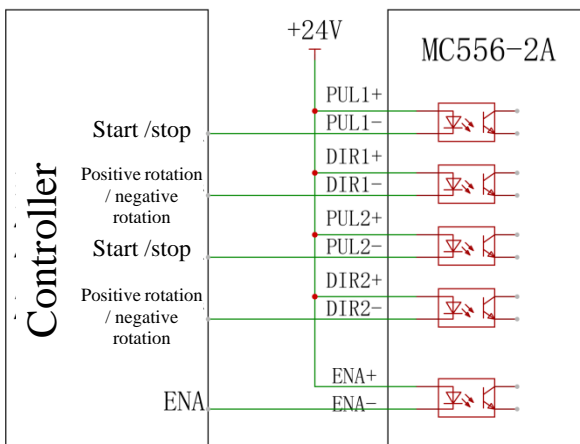 +24V
MC556-2A
Controller
PUL1+
Start /stop
PUL1-
DIR1+
Positive rotation
/ negative
rotation
DIR1-
PUL2+
Start /stop
PUL2-
DIR2+
Positive rotation
/ negative
rotation
DIR2-
ENA+
ENA
ENA-